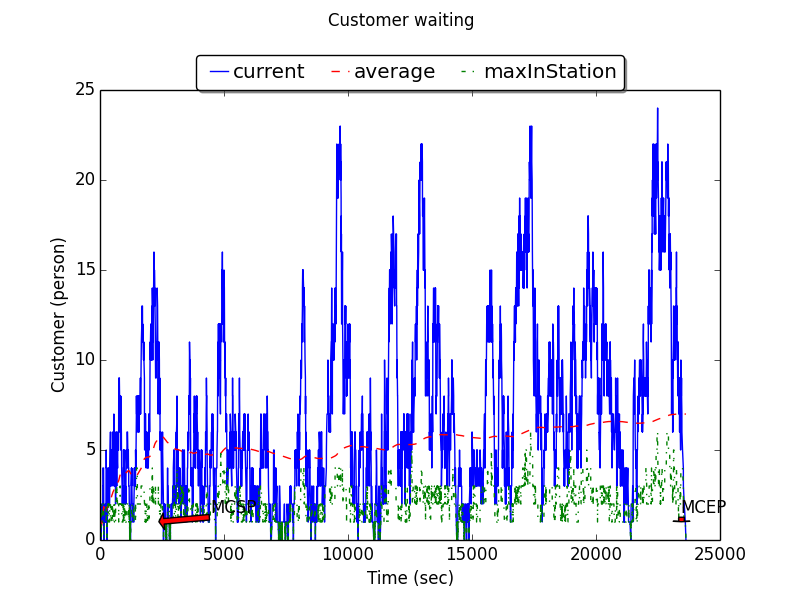 Customer waiting
current average maxInStation
25
20
15
10
5
0
Customer (person)
MCSP
MCEP
0 5000 10000 15000 20000 25000
Time (sec)